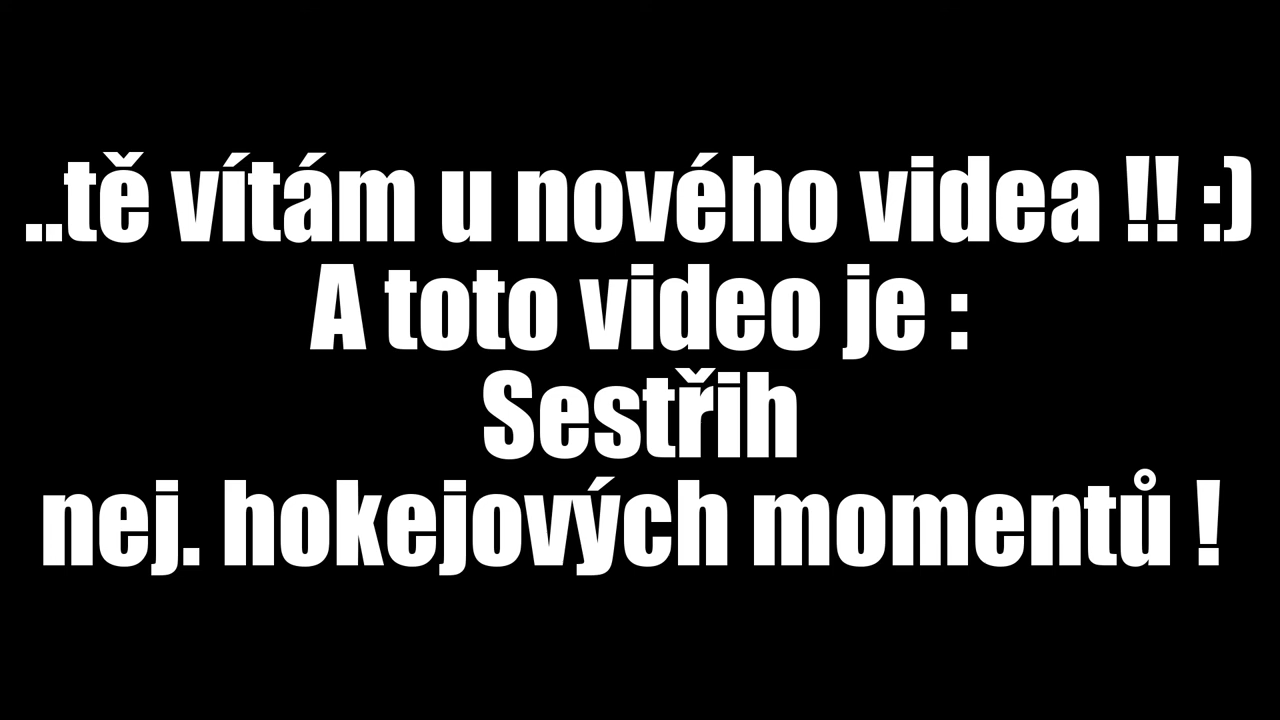 ..tě vítám u nového videa !! :)
A toto video je :
Sestřih
nej. hokejových momentů !